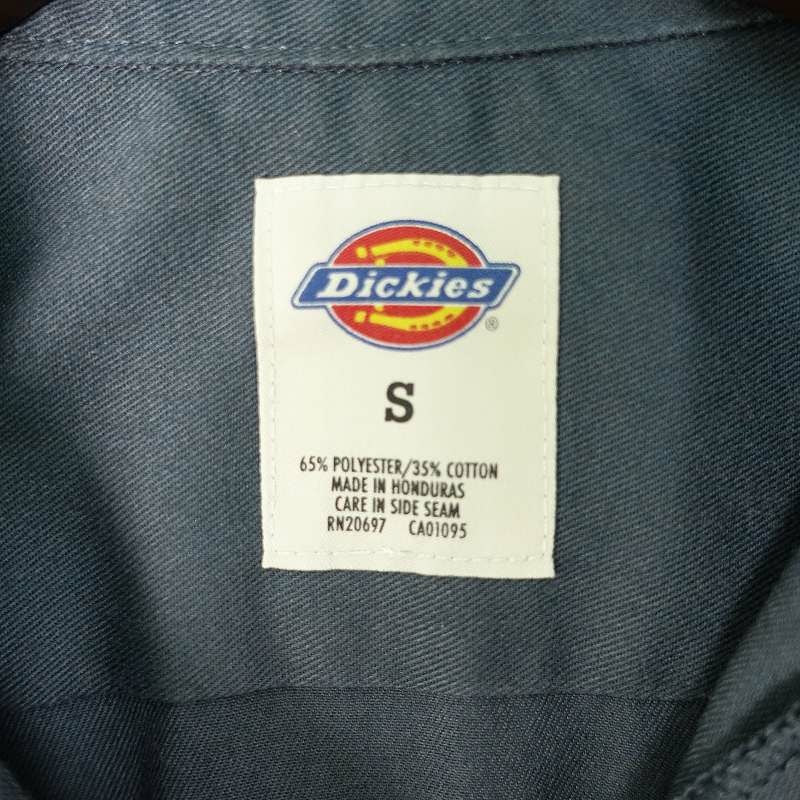 Dickies
®
S
65% POLYESTER/35% COTTON
MADE IN HONDURAS
CARE IN SIDE SEAM
RN20697 CA01095